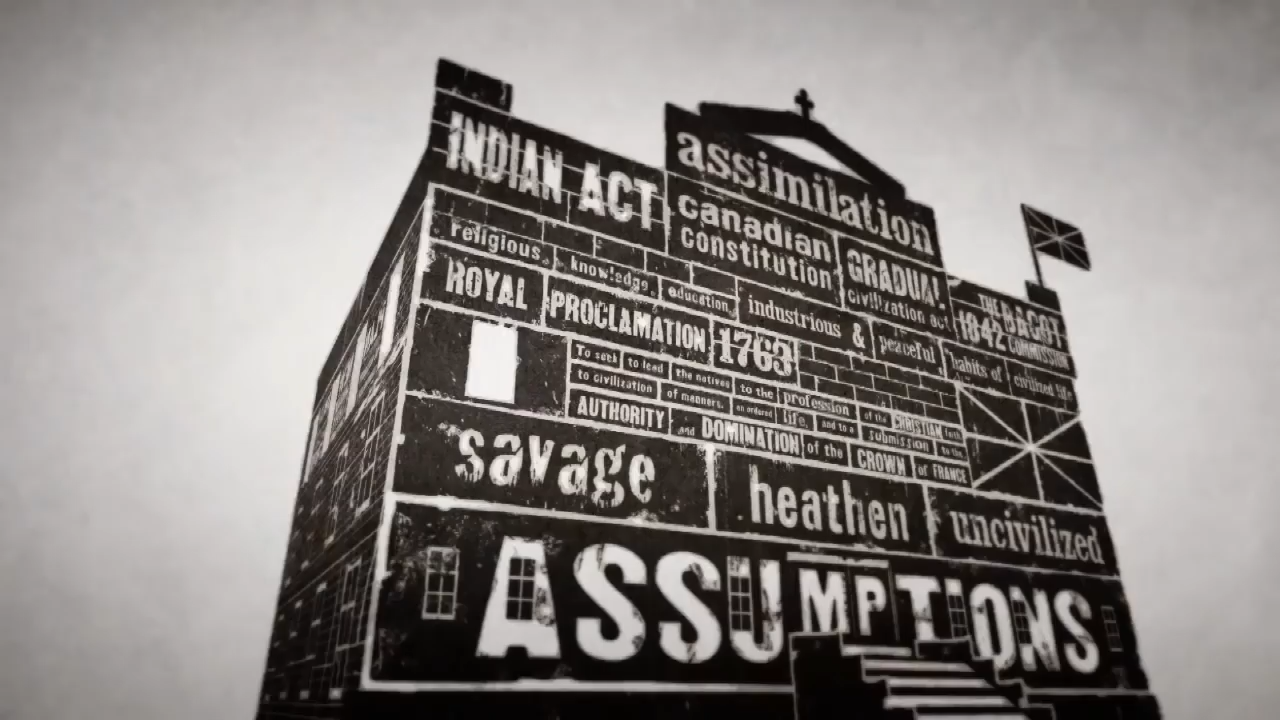 INDIAN ACT
assimilation
canadian
constitution
GRADUAL
civilization act
THE BAGOT
1842 COMMISSION
religious, knowledge, education, industrious & peaceful habits of civilized life
ROYAL PROCLAMATION 1763
To seek to lead the natives to the profession of the CHRISTIAN faith
to civilization of manners, an ordered life, and to a submission to the
AUTHORITY and DOMINATION of the CROWN of FRANCE
savage heathen uncivilized
ASSUMPTIONS